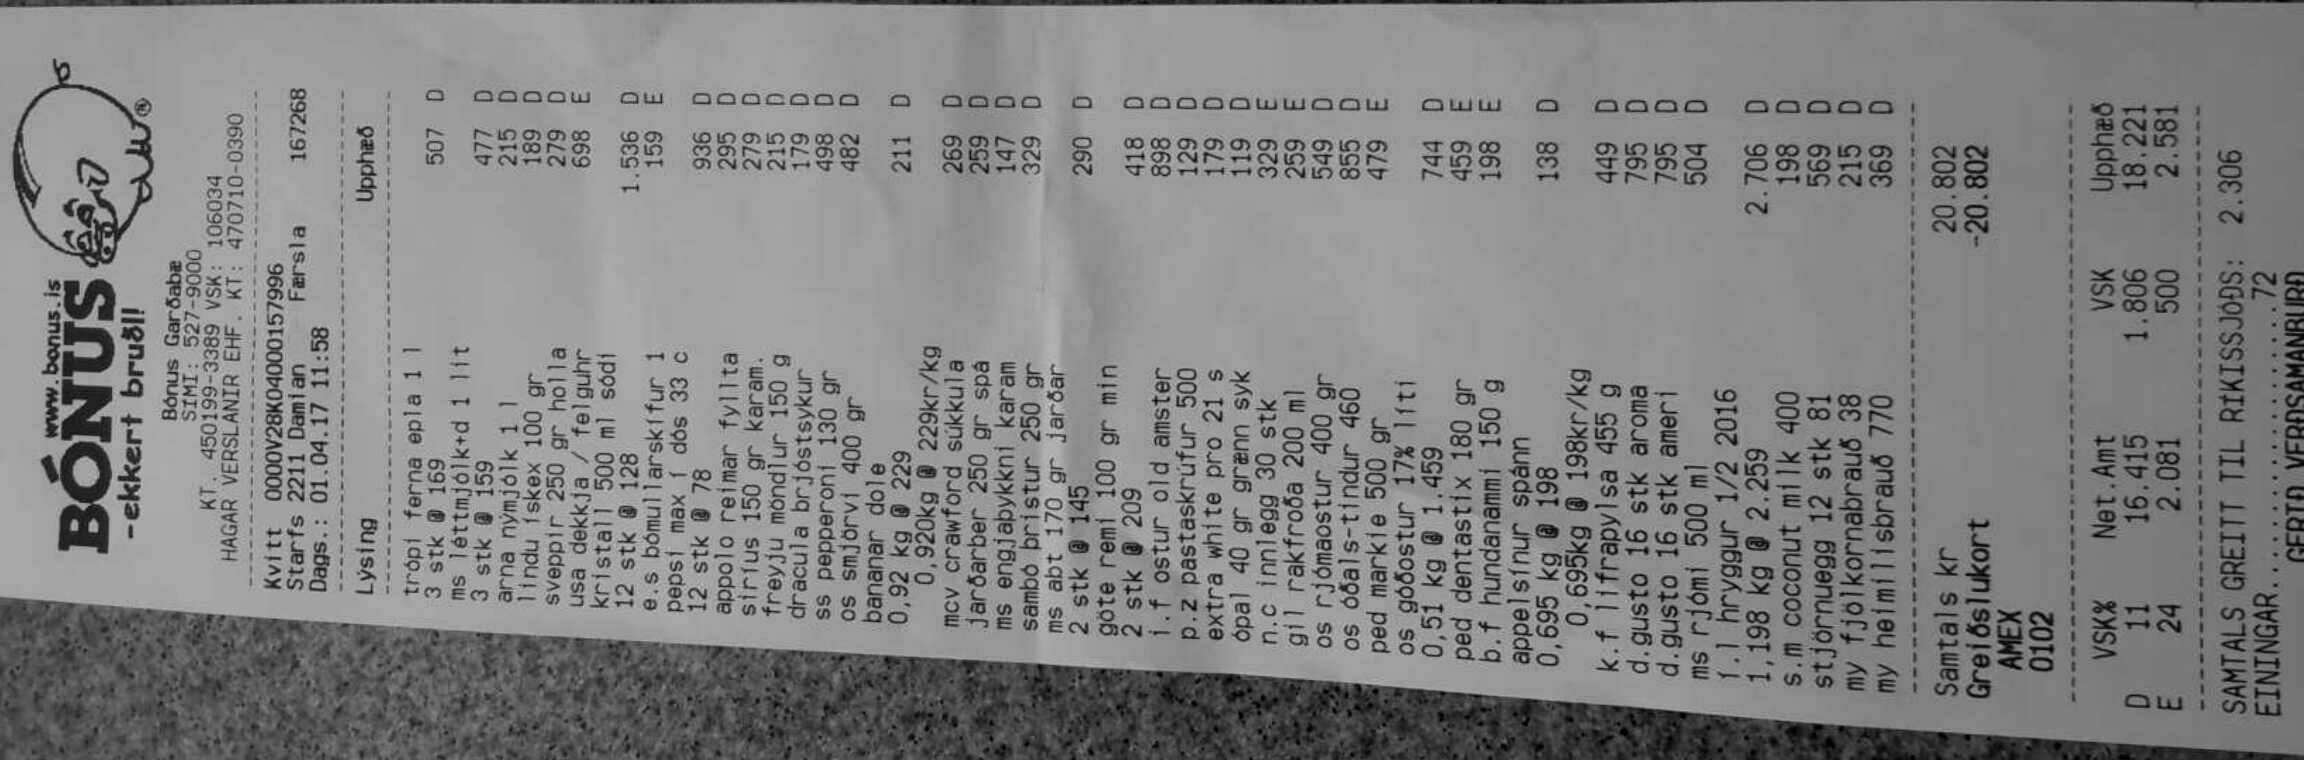 www.bonus.is
BÓNUS
-ekkert bruðl!
®
Bónus Garðabæ
SIMI: 527-9000
KT. 450199-3389 VSK: 106034
HAGAR VERSLANIR EHF. KT: 470710-0390
Kvitt 0000V28K04000157996
Starfs 2211 Damian Færsla 167268
Dags.: 01.04.17 11:58
Lýsing Upphæð
trópi ferna epla 1 l
3 stk @ 169 507 D
ms léttmjólk+d 1 lit
3 stk @ 159 477 D
arna nýmjólk 1 l 215 D
lindu ískex 100 gr 189 D
sveppir 250 gr holla 279 D
usa dekkja / felguhr 698 E
kristall 500 ml sódi
12 stk @ 128 1.536 D
e.s bómullarskífur 1 159 E
pepsi max í dós 33 c
12 stk @ 78 936 D
appolo reimar fyllta 295 D
síríus 150 gr karam. 279 D
freyju möndlur 150 g 215 D
dracula brjóstsykur 179 D
ss pepperoni 130 gr 498 D
os smjörvi 400 gr 482 D
bananar dole
0,92 kg @ 229 211 D
0,920kg @ 229kr/kg
mcv crawford súkkula 269 D
jarðarber 250 gr spá 259 D
ms engjaþykkni karam 147 D
sambó bristur 250 gr 329 D
ms abt 170 gr jarðar
2 stk @ 145 290 D
göte remi 100 gr min
2 stk @ 209 418 D
i.f ostur old amster 898 D
p.z pastaskrúfur 500 129 D
extra white pro 21 s 179 D
ópal 40 gr grænn syk 119 D
n.c innlegg 30 stk 329 E
gil rakfroða 200 ml 259 E
os rjómaostur 400 gr 549 D
os óðals-tindur 460 855 D
ped markie 500 gr 479 E
os góðostur 17% líti
0,51 kg @ 1.459 744 D
ped dentastix 180 gr 459 E
b.f hundanammi 150 g 198 E
appelsínur spánn
0,695 kg @ 198 138 D
0,695kg @ 198kr/kg
k.f lifrapylsa 455 g 449 D
d.gusto 16 stk aroma 795 D
d.gusto 16 stk ameri 795 D
ms rjómi 500 ml 504 D
í.l hryggur 1/2 2016
1,198 kg @ 2.259 2.706 D
s.m coconut milk 400 198 D
stjörnuegg 12 stk 81 569 D
my fjölkornabrauð 38 215 D
my heimilisbrauð 770 369 D
Samtals kr 20.802
Greiðslukort -20.802
AMEX
0102
VSK% Net.Amt VSK Upphæð
D 11 16.415 1.806 18.221
E 24 2.081 500 2.581
SAMTALS GREITT TIL RIKISSJOÐS: 2.306
EININGAR....................72
GERIÐ VERÐSAMANBURÐ